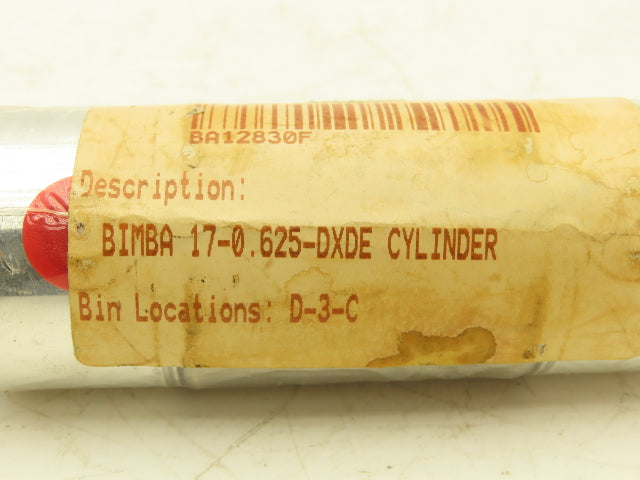 BA12830F
Description:
BIMBA 17-0.625-DXDE CYLINDER
Bin Locations: D-3-C